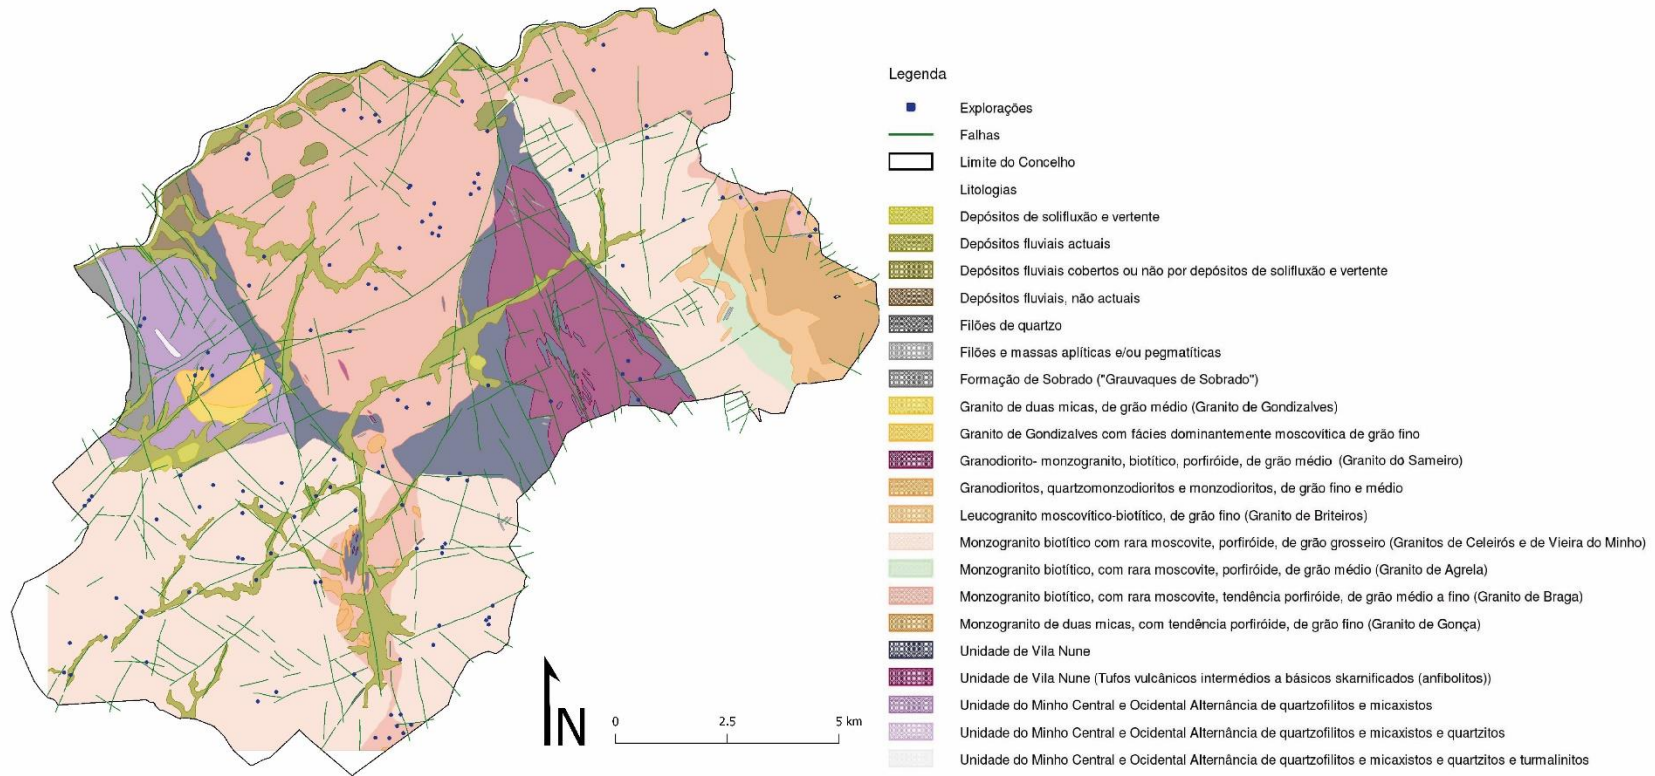 Legenda
Explorações
Falhas
Limite do Concelho
Litologias
Depósitos de solifluxão e vertente
Depósitos fluviais actuais
Depósitos fluviais cobertos ou não por depósitos de solifluxão e vertente
Depósitos fluviais, não actuais
Filões de quartzo
Filões e massas aplíticas e/ou pegmatíticas
Formação de Sobrado ("Grauvaques de Sobrado")
Granito de duas micas, de grão médio (Granito de Gondizalves)
Granito de Gondizalves com fácies dominantemente moscovítica de grão fino
Granodiorito- monzogranito, biotítico, porfiróide, de grão médio (Granito do Sameiro)
Granodioritos, quartzomonzodioritos e monzodioritos, de grão fino e médio
Leucogranito moscovítico-biotítico, de grão fino (Granito de Briteiros)
Monzogranito biotítico com rara moscovite, porfiróide, de grão grosseiro (Granitos de Celeirós e de Vieira do Minho)
Monzogranito biotítico, com rara moscovite, porfiróide, de grão médio (Granito de Agrela)
Monzogranito biotítico, com rara moscovite, tendência porfiróide, de grão médio a fino (Granito de Braga)
Monzogranito de duas micas, com tendência porfiróide, de grão fino (Granito de Gonça)
Unidade de Vila Nune
Unidade de Vila Nune (Tufos vulcânicos intermédios a básicos skarnificados (anfibolitos))
Unidade do Minho Central e Ocidental Alternância de quartzofilitos e micaxistos
Unidade do Minho Central e Ocidental Alternância de quartzofilitos e micaxistos e quartzitos
Unidade do Minho Central e Ocidental Alternância de quartzofilitos e micaxistos e quartzitos e turmalinitos
N
0 2.5 5 km